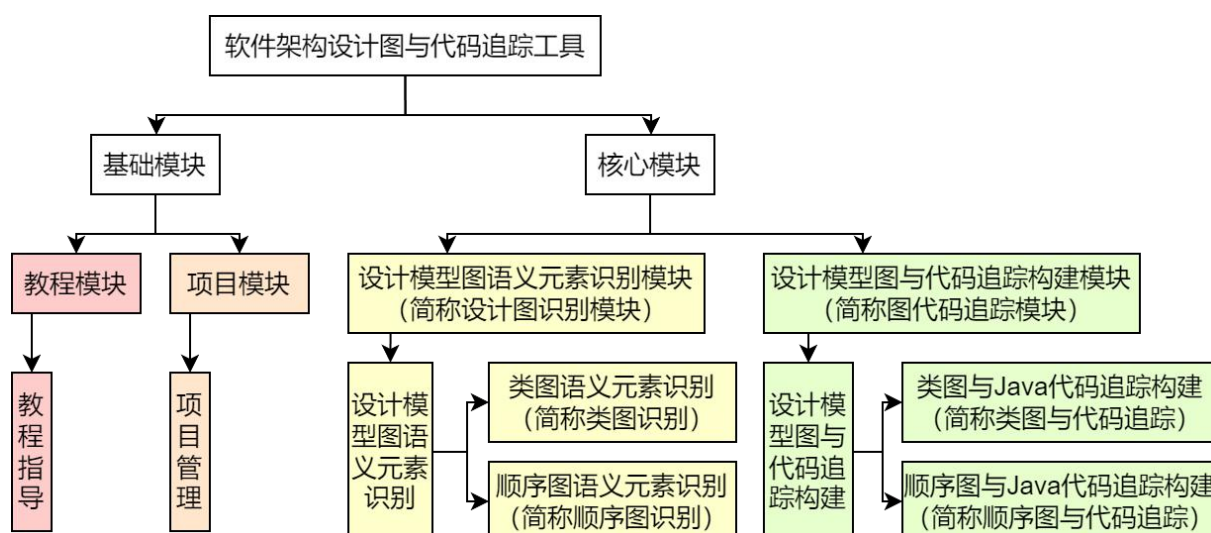 软件架构设计图与代码追踪工具
基础模块
核心模块
教程模块
项目模块
设计模型图语义元素识别模块
（简称设计图识别模块）
设计模型图与代码追踪构建模块
（简称图代码追踪模块）
教
程
指
导
项
目
管
理
设计模
型图语
义元素
识别
类图语义元素识别
（简称类图识别）
顺序图语义元素识别
（简称顺序图识别）
设计模
型图与
代码追
踪构建
类图与Java代码追踪构建
（简称类图与代码追踪）
顺序图与Java代码追踪构建
（简称顺序图与代码追踪）